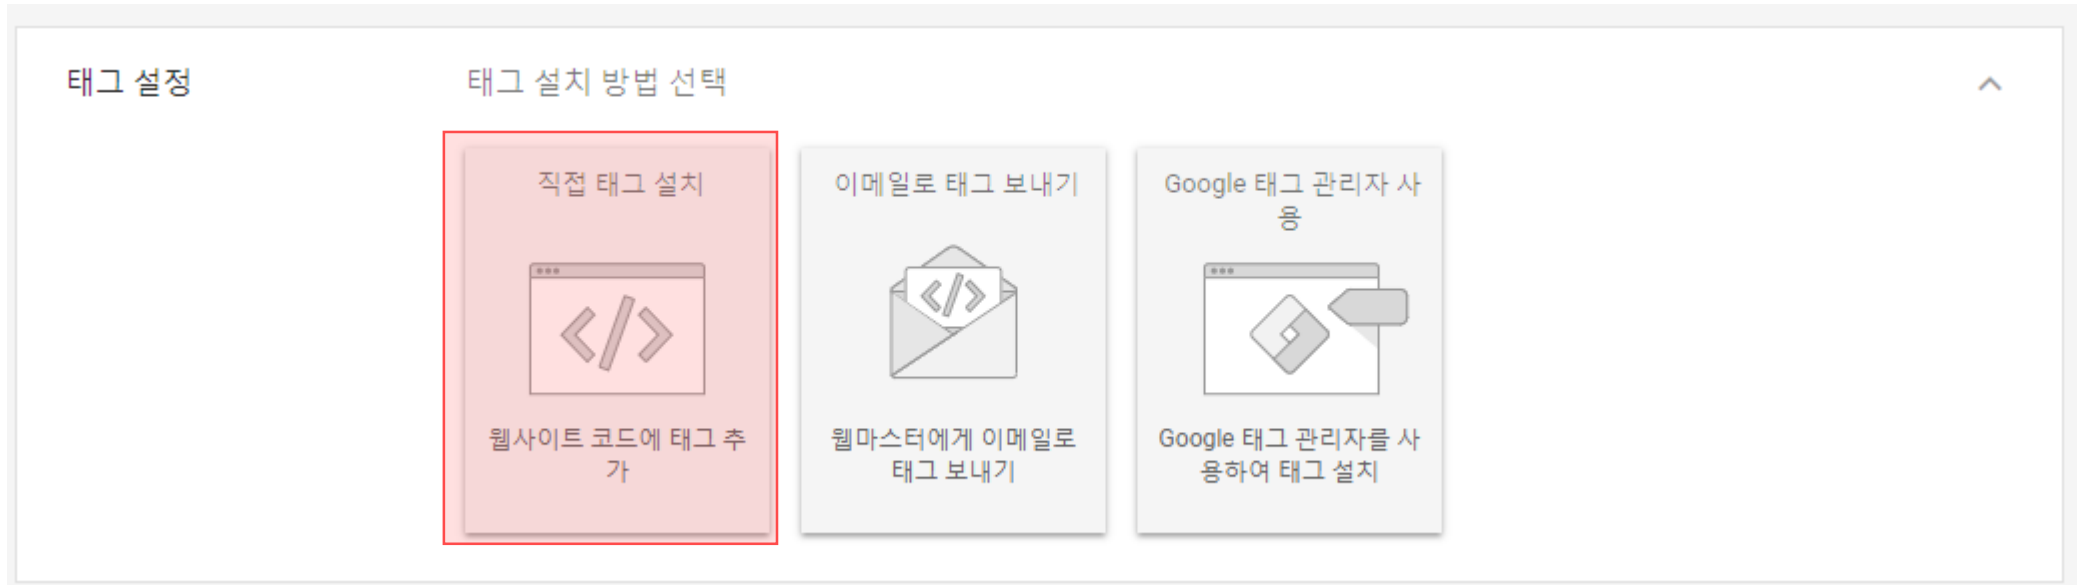 태그 설정
태그 설치 방법 선택
직접 태그 설치
웹사이트 코드에 태그 추
가
이메일로 태그 보내기
웹마스터에게 이메일로
태그 보내기
Google 태그 관리자 사
용
Google 태그 관리자를 사
용하여 태그 설치